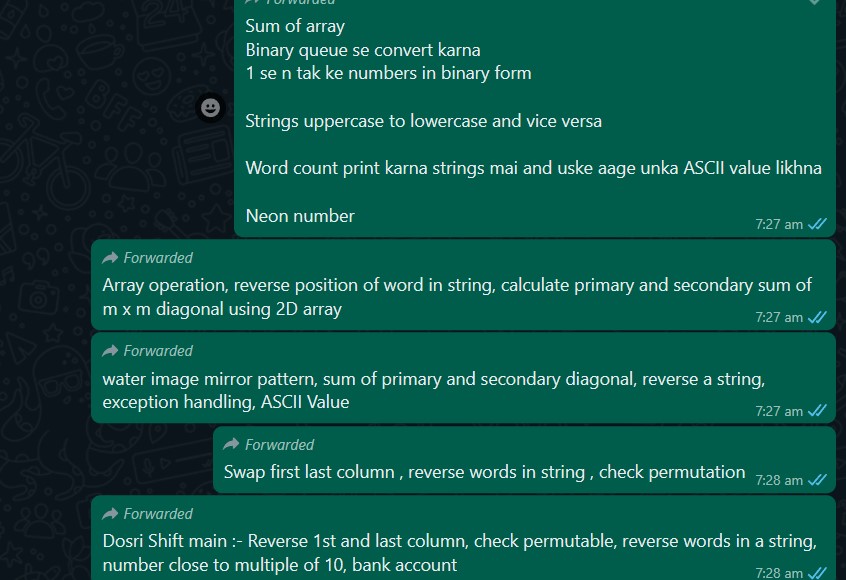 Forwarded
Sum of array
Binary queue se convert karna
1 se n tak ke numbers in binary form
Strings uppercase to lowercase and vice versa
Word count print karna strings mai and uske aage unka ASCII value likhna
Neon number
7:27 am
Forwarded
Array operation, reverse position of word in string, calculate primary and secondary sum of
m x m diagonal using 2D array
7:27 am
Forwarded
water image mirror pattern, sum of primary and secondary diagonal, reverse a string,
exception handling, ASCII Value
7:27 am
Forwarded
Swap first last column , reverse words in string , check permutation
7:28 am
Forwarded
Dosri Shift main :- Reverse 1st and last column, check permutable, reverse words in a string,
number close to multiple of 10, bank account
7:28 am